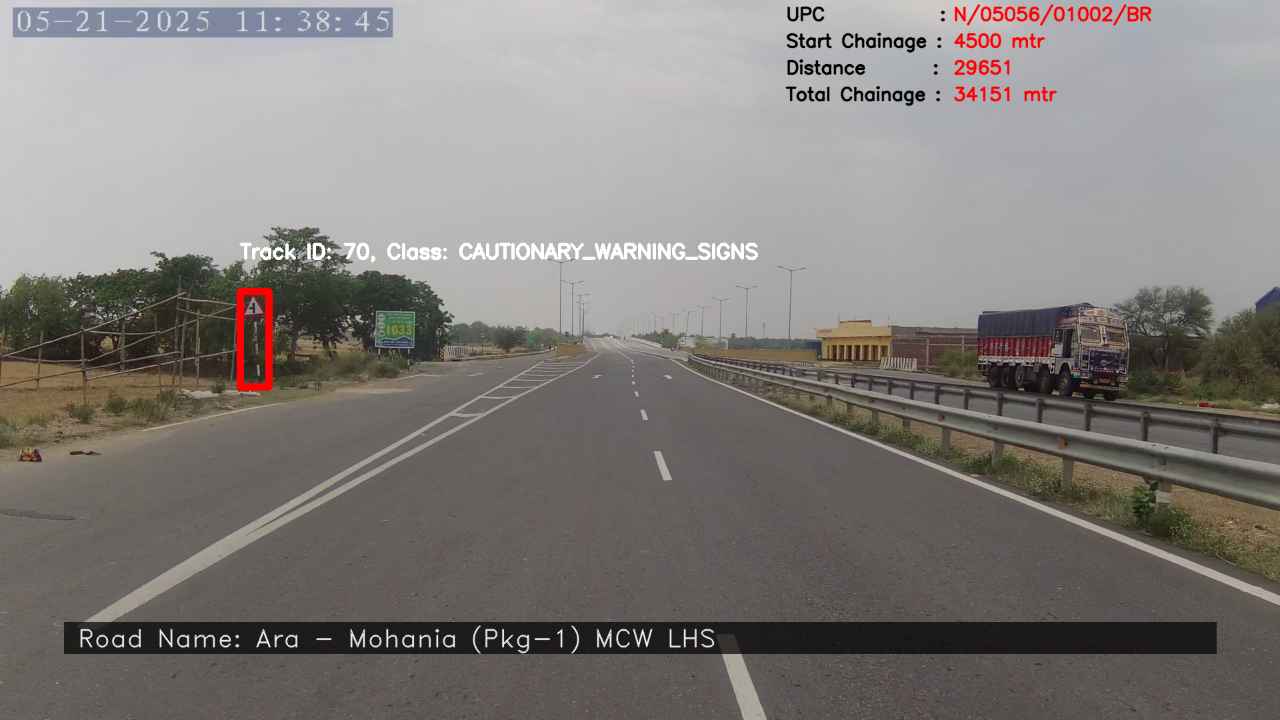 05-21-2025 11:38:45
UPC : N/05056/01002/BR
Start Chainage : 4500 mtr
Distance : 29651
Total Chainage : 34151 mtr
Track ID: 70, Class: CAUTIONARY_WARNING_SIGNS
1033
Road Name: Ara - Mohania (Pkg-1) MCW LHS